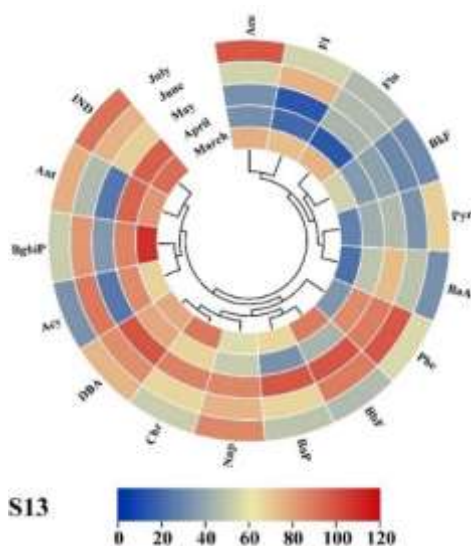 Ace
Fl
Flu
BkF
Pyr
BaA
Phe
BbF
BaP
Nap
Chr
DBA
Acy
BghiP
Ant
IND
July
June
May
April
March
S13
0 20 40 60 80 100 120